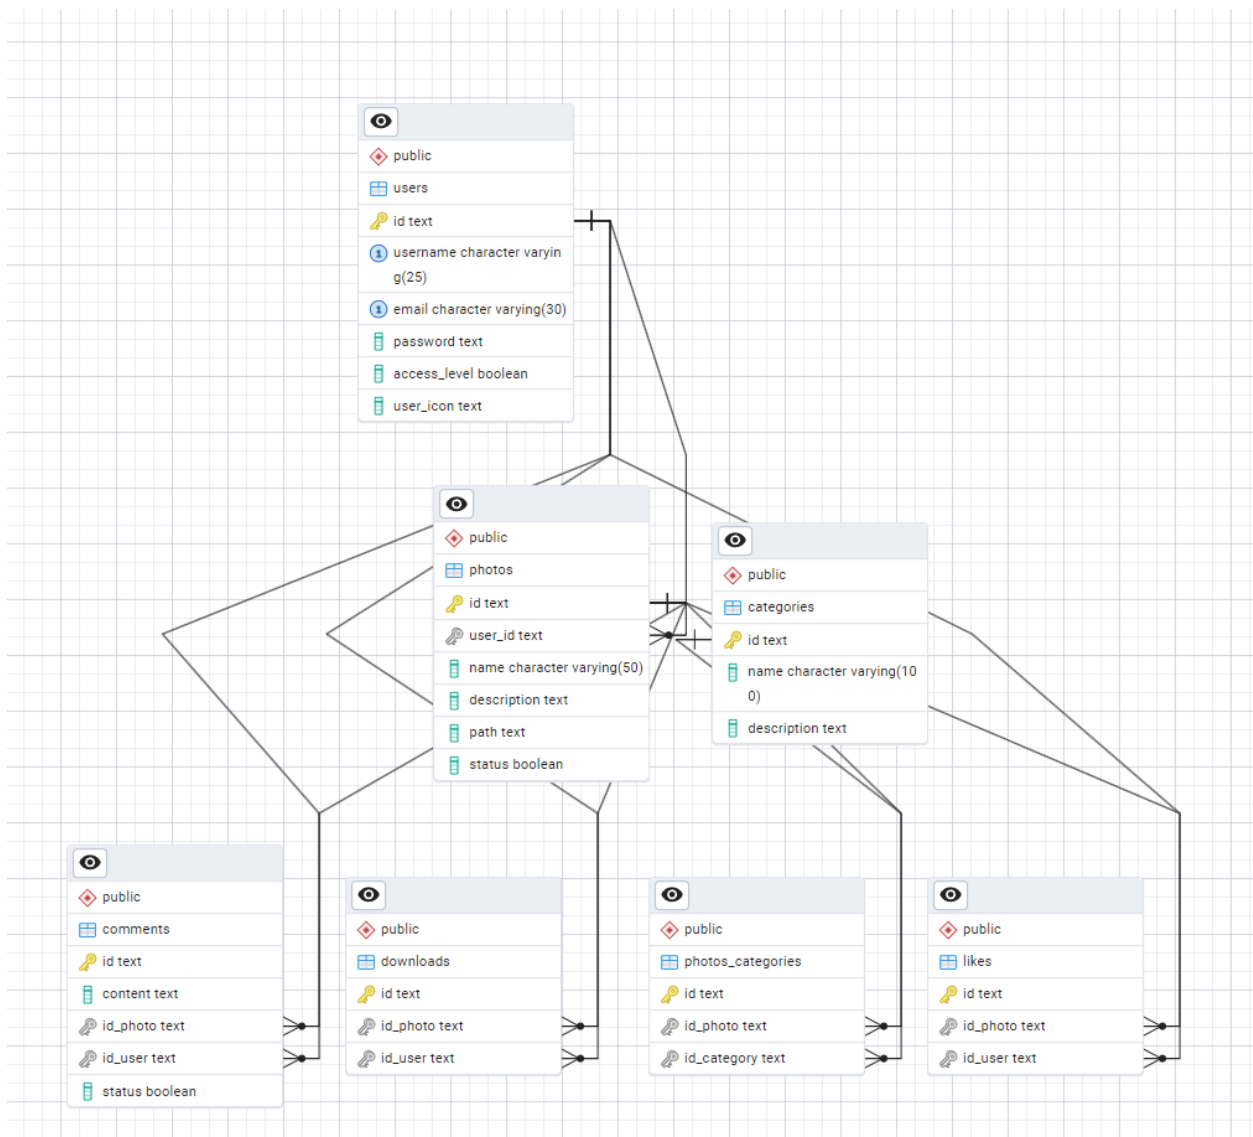 public
users
id text
username character varyin
g(25)
email character varying(30)
password text
access_level boolean
user_icon text
public
photos
id text
user_id text
name character varying(50)
description text
path text
status boolean
public
categories
id text
name character varying(10
0)
description text
public
comments
id text
content text
id_photo text
id_user text
status boolean
public
downloads
id text
id_photo text
id_user text
public
photos_categories
id text
id_photo text
id_category text
public
likes
id text
id_photo text
id_user text